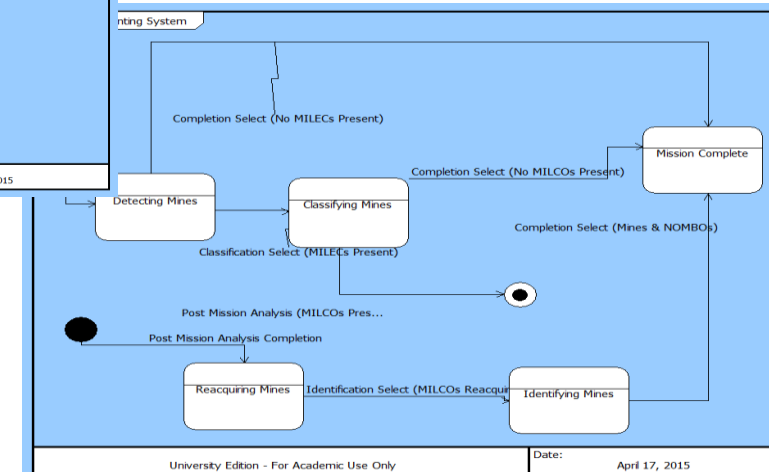 nting System
Completion Select (No MILECs Present)
Mission Complete
Completion Select (No MILCOs Present)
015
Detecting Mines
Classifying Mines
Completion Select (Mines & NOMBOs)
Classification Select (MILECs Present)
Post Mission Analysis (MILCOs Pres...
Post Mission Analysis Completion
Reacquiring Mines
Identification Select (MILCOs Reacquir
Identifying Mines
Date:
University Edition - For Academic Use Only
April 17, 2015